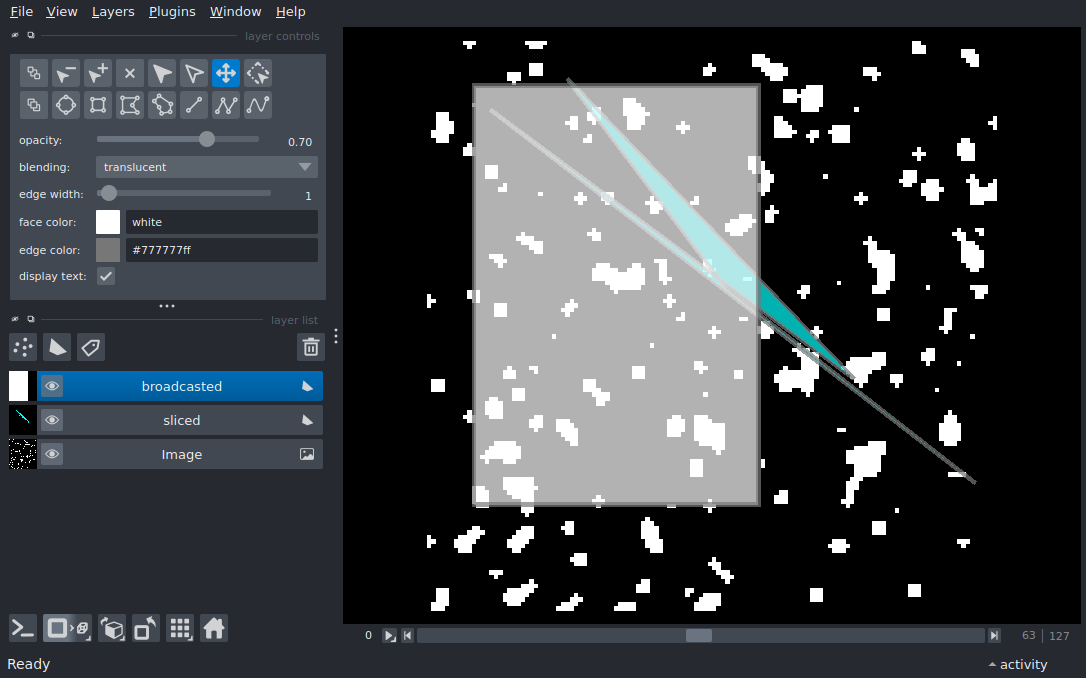 File View Layers Plugins Window Help
layer controls
opacity: 0.70
blending: translucent
edge width: 1
face color: white
edge color: #777777ff
display text:
layer list
broadcasted
sliced
Image
0 63 127
Ready activity